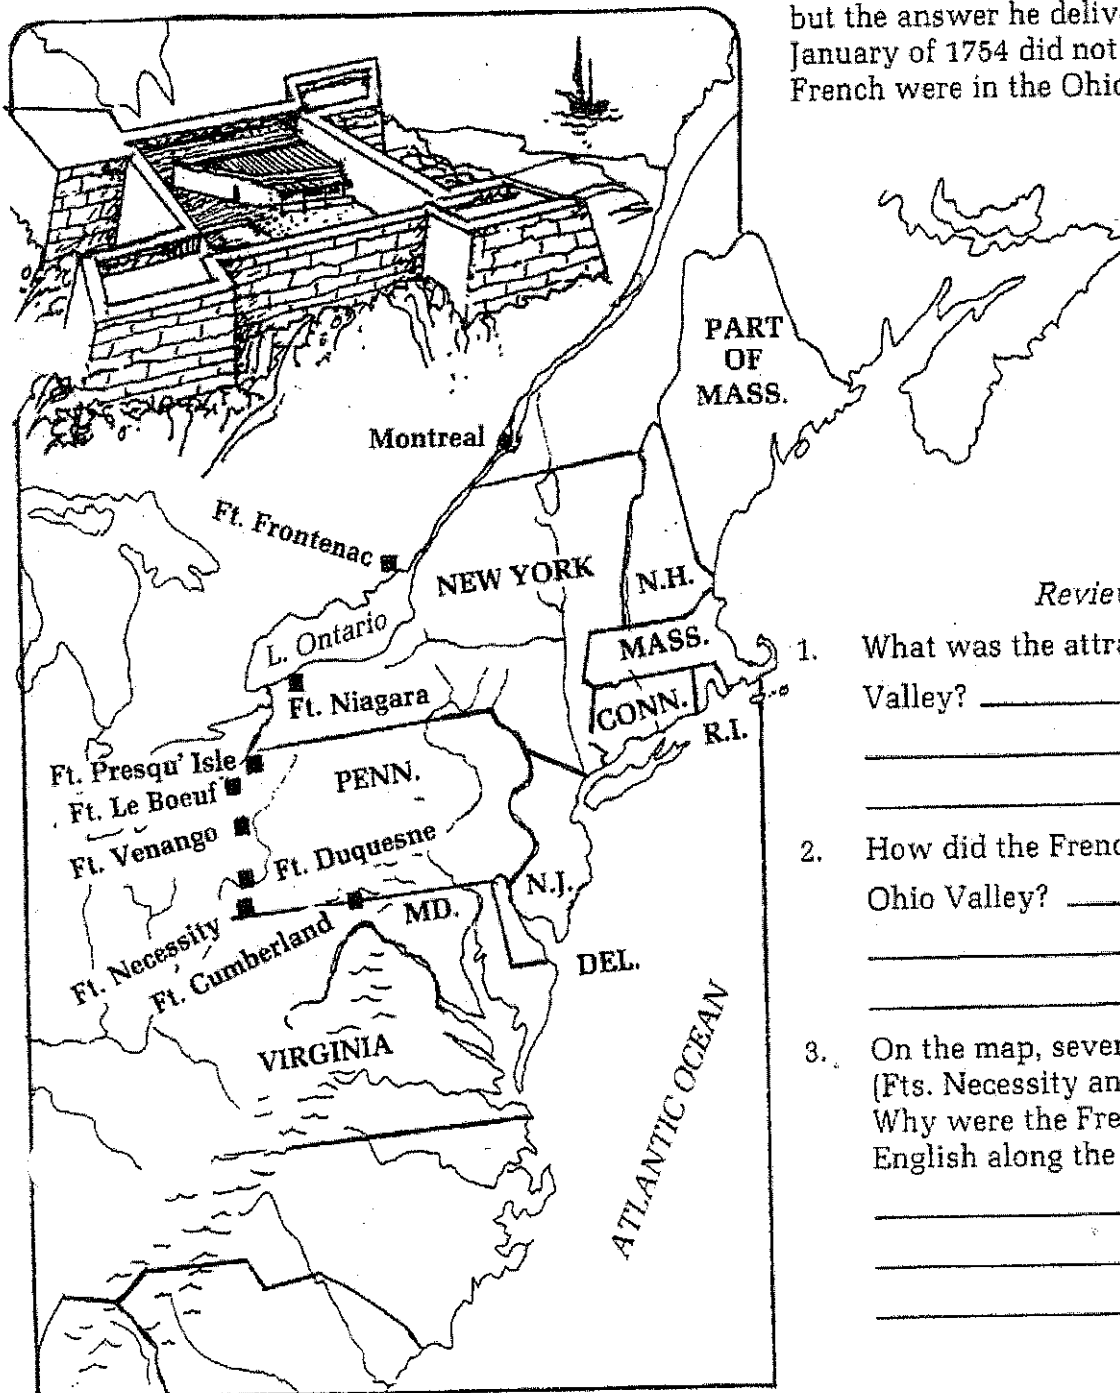 but the answer he deliv
January of 1754 did not
French were in the Ohio
PART
OF
MASS.
Montreal
Ft. Frontenac
NEW YORK
N.H.
L. Ontario
MASS.
Ft. Niagara
CONN.
R.I.
Ft. Presqu' Isle
PENN.
Ft. Le Boeuf
Ft. Venango
Ft. Duquesne
N.J.
MD.
Ft. Necessity
Ft. Cumberland
DEL.
VIRGINIA
ATLANTIC OCEAN
Review
1. What was the attra
Valley?
2. How did the Frenc
Ohio Valley?
3. On the map, sever
(Fts. Necessity an
Why were the Fre
English along the